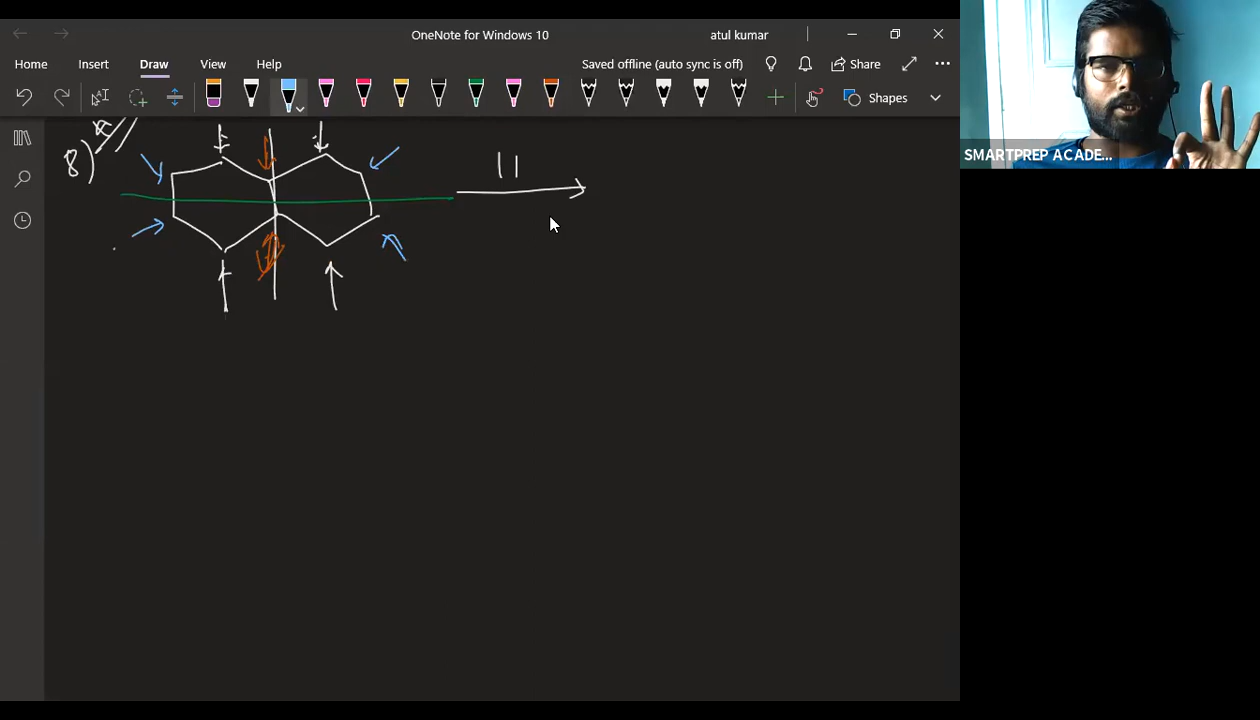 OneNote for Windows 10
atul kumar
Home Insert Draw View Help
Saved offline (auto sync is off)
Share
Shapes
8)
11
SMARTPREP ACADE...